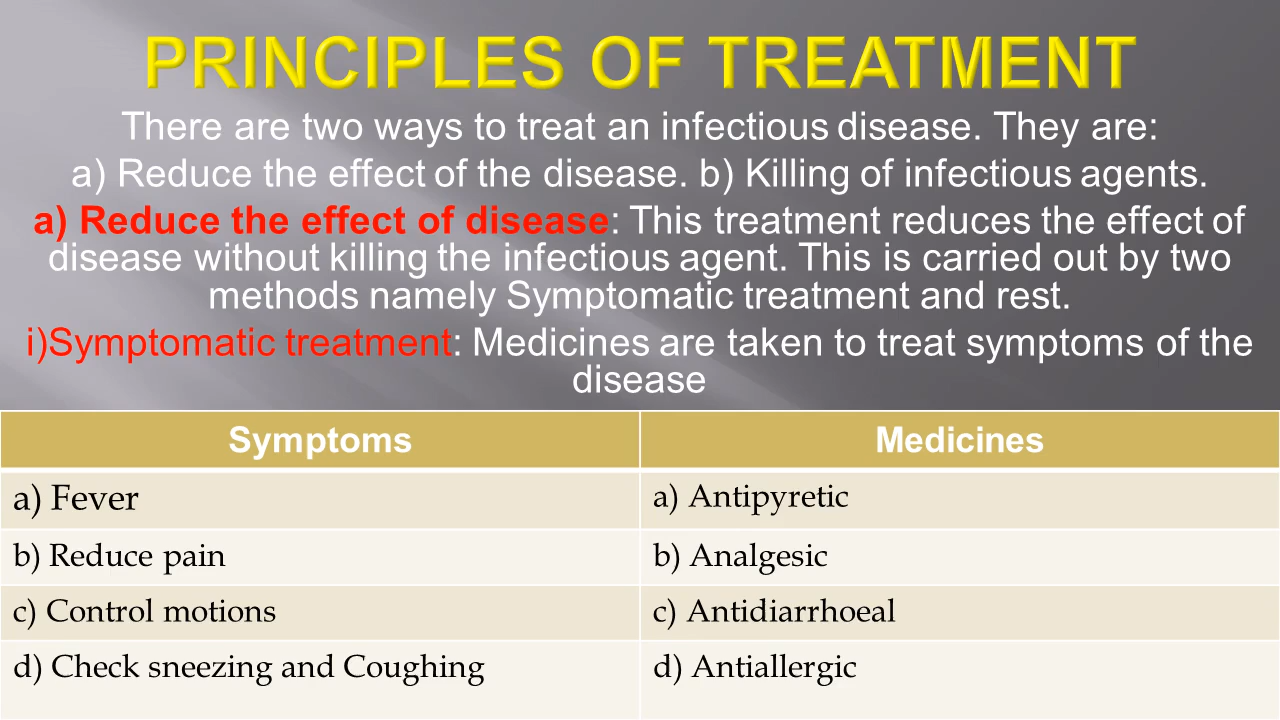 PRINCIPLES OF TREATMENT
There are two ways to treat an infectious disease. They are:
a) Reduce the effect of the disease. b) Killing of infectious agents.
a) Reduce the effect of disease: This treatment reduces the effect of
disease without killing the infectious agent. This is carried out by two
methods namely Symptomatic treatment and rest.
i)Symptomatic treatment: Medicines are taken to treat symptoms of the
disease
Symptoms Medicines
a) Fever a) Antipyretic
b) Reduce pain b) Analgesic
c) Control motions c) Antidiarrhoeal
d) Check sneezing and Coughing d) Antiallergic